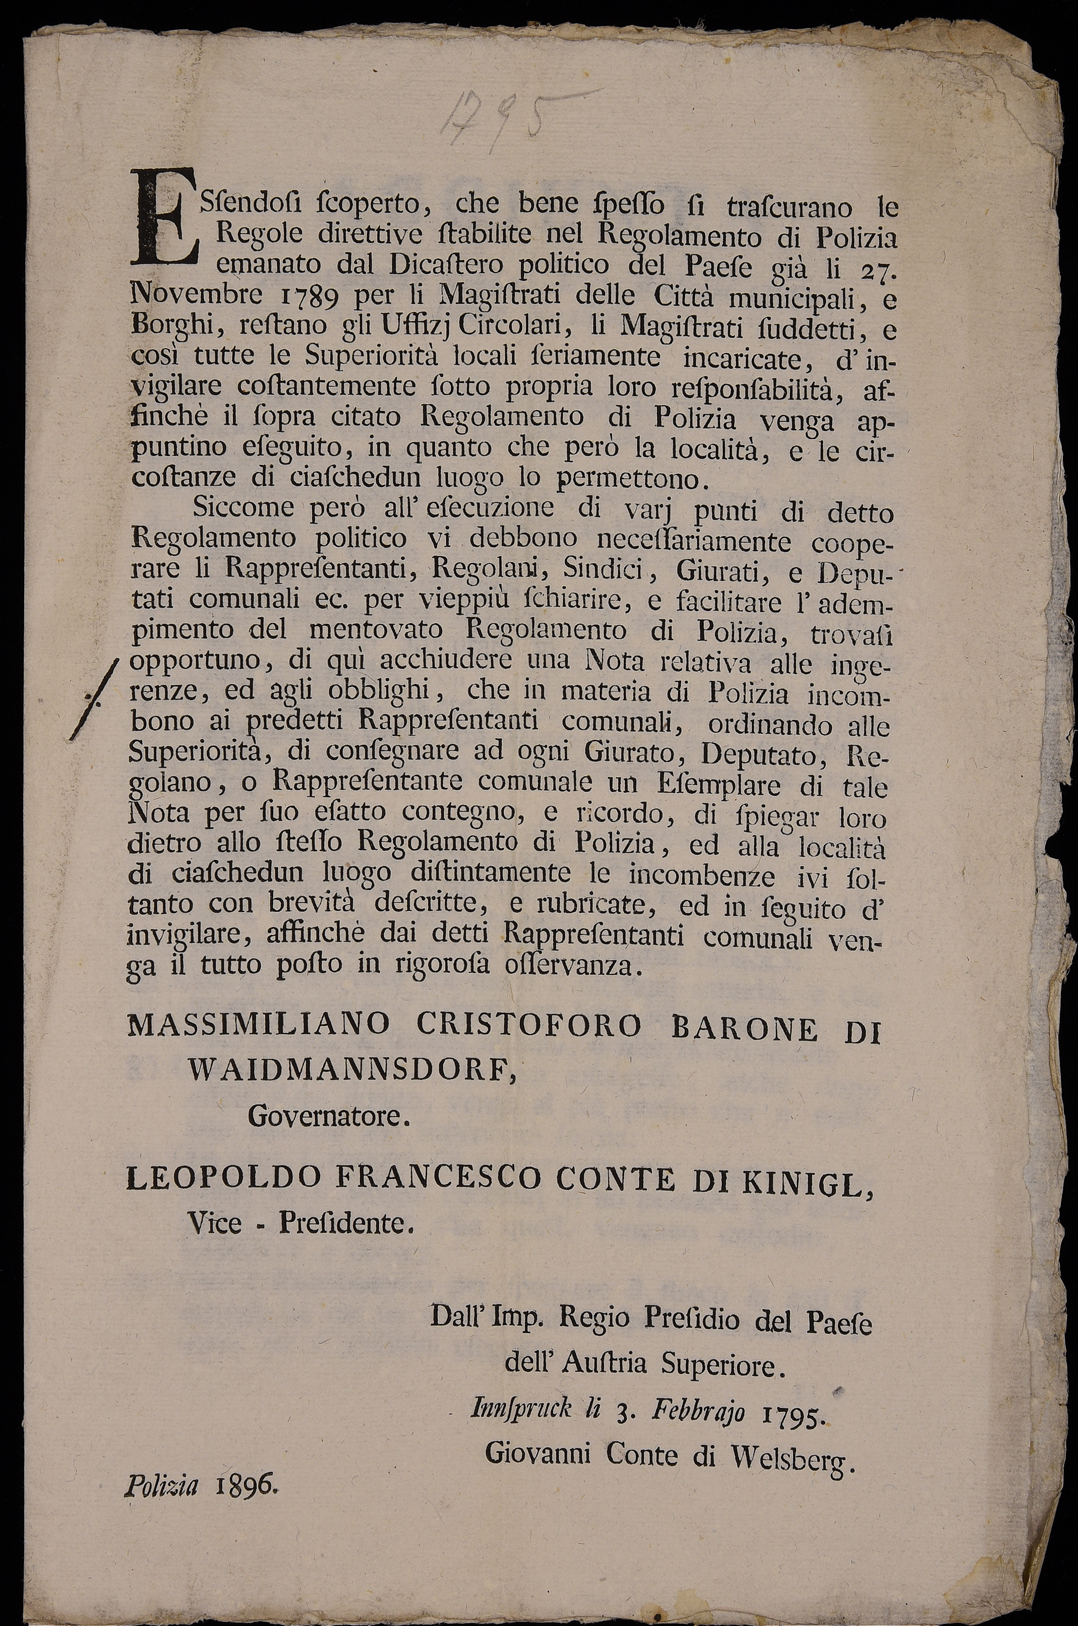 1795
ESſendoſi ſcoperto, che bene ſpeſſo ſi traſcurano le
Regole direttive ſtabilite nel Regolamento di Polizia
emanato dal Dicaſtero politico del Paeſe già li 27.
Novembre 1789 per li Magiſtrati delle Città municipali, e
Borghi, reſtano gli Uffizj Circolari, li Magiſtrati ſuddetti, e
così tutte le Superiorità locali ſeriamente incaricate, d' in-
vigilare coſtantemente ſotto propria loro reſponſabilità, af-
finchè il ſopra citato Regolamento di Polizia venga ap-
puntino eſeguito, in quanto che però la località, e le cir-
coſtanze di ciaſchedun luogo lo permettono.
Siccome però all' eſecuzione di varj punti di detto
Regolamento politico vi debbono neceſſariamente coope-
rare li Rappreſentanti, Regolani, Sindici, Giurati, e Depu-
tati comunali ec. per vieppiù ſchiarire, e facilitare l' adem-
pimento del mentovato Regolamento di Polizia, trovaſi
opportuno, di quì acchiudere una Nota relativa alle inge-
renze, ed agli obblighi, che in materia di Polizia incom-
bono ai predetti Rappreſentanti comunali, ordinando alle
Superiorità, di conſegnare ad ogni Giurato, Deputato, Re-
golano, o Rappreſentante comunale un Eſemplare di tale
Nota per ſuo eſatto contegno, e ricordo, di ſpiegar loro
dietro allo ſteſſo Regolamento di Polizia, ed alla località
di ciaſchedun luogo diſtintamente le incombenze ivi ſol-
tanto con brevità deſcritte, e rubricate, ed in ſeguito d'
invigilare, affinchè dai detti Rappreſentanti comunali ven-
ga il tutto poſto in rigoroſa oſſervanza.
MASSIMILIANO CRISTOFORO BARONE DI
WAIDMANNSDORF,
Governatore.
LEOPOLDO FRANCESCO CONTE DI KINIGL,
Vice - Preſidente.
Dall' Imp. Regio Preſidio del Paeſe
dell' Auſtria Superiore.
Innſpruck li 3. Febbrajo 1795.
Giovanni Conte di Welsberg.
Polizia 1896.